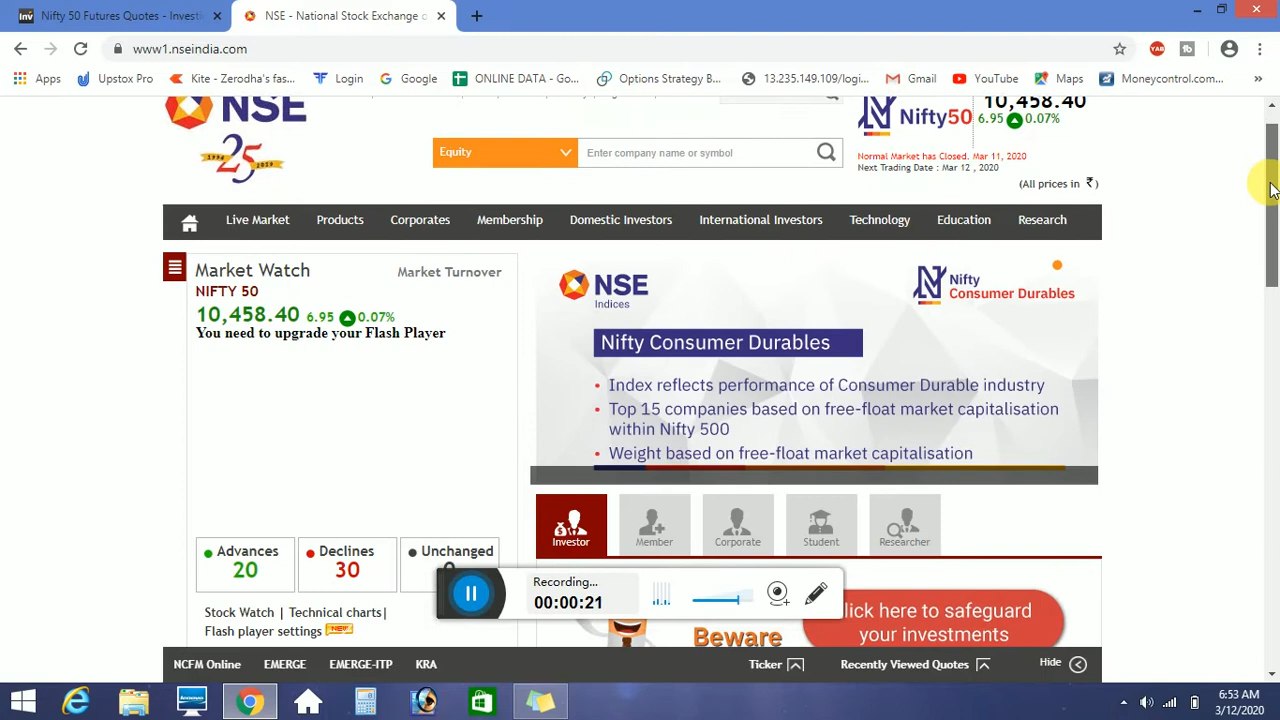 Inv Nifty 50 Futures Quotes - Investi × NSE - National Stock Exchange o × +
www1.nseindia.com YAB
Apps Upstox Pro Kite - Zerodha's fas... Login Google ONLINE DATA - Go... Options Strategy B... 13.235.149.109/logi... Gmail YouTube Maps Moneycontrol.com... »
NSE
Nifty50
10,458.40
6.95 0.07%
1994 25 2019
Equity Enter company name or symbol
Normal Market has Closed. Mar 11, 2020
Next Trading Date : Mar 12 , 2020
(All prices in ₹)
Live Market Products Corporates Membership Domestic Investors International Investors Technology Education Research
Market Watch Market Turnover
NIFTY 50
10,458.40 6.95 0.07%
You need to upgrade your Flash Player
NSE
Indices
Nifty
Consumer Durables
Nifty Consumer Durables
• Index reflects performance of Consumer Durable industry
• Top 15 companies based on free-float market capitalisation
within Nifty 500
• Weight based on free-float market capitalisation
Investor Member Corporate Student Researcher
Advances
20
Declines
30
Unchanged
Stock Watch | Technical charts|
Flash player settings NEW
Recording...
00:00:21
Beware
lick here to safeguard
your investments
NCFM Online EMERGE EMERGE-ITP KRA Ticker Recently Viewed Quotes Hide
6:53 AM
3/12/2020